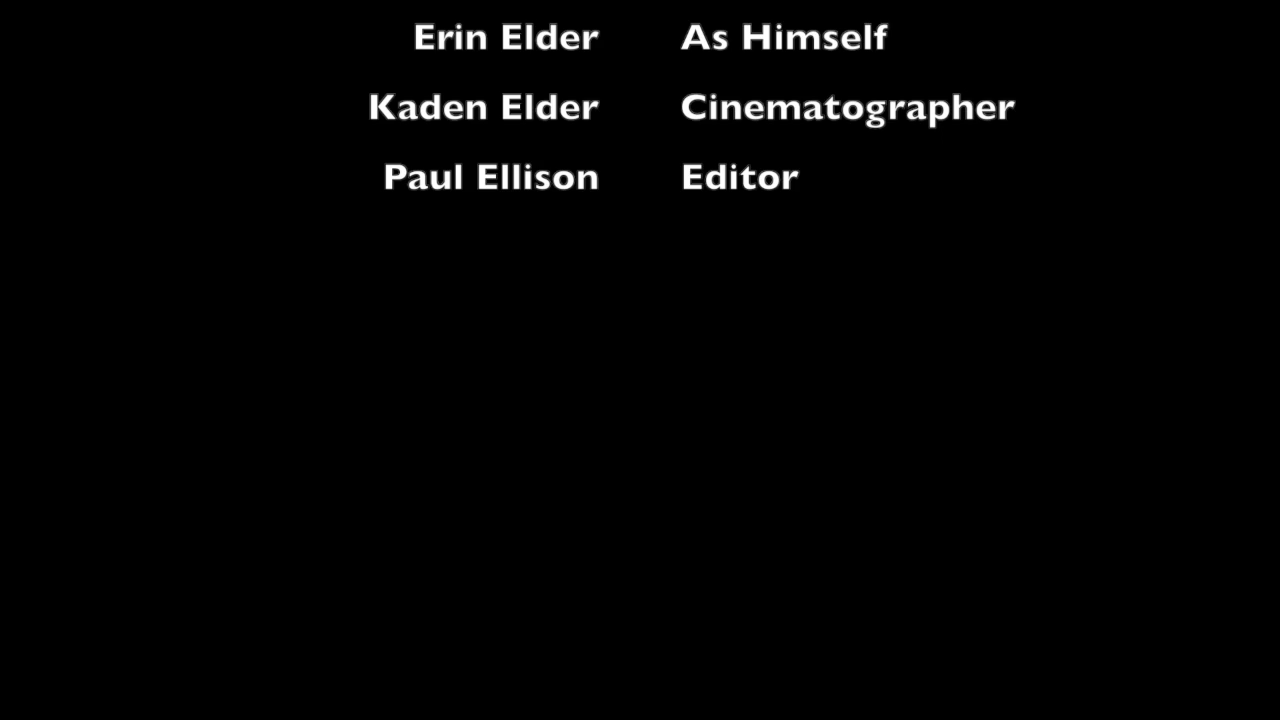 Erin Elder As Himself
Kaden Elder Cinematographer
Paul Ellison Editor